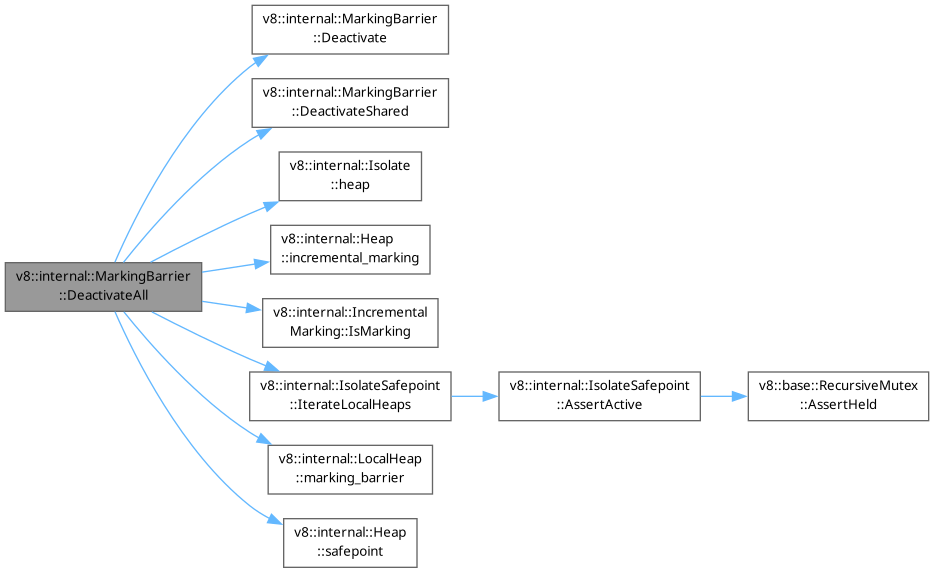 v8::internal::MarkingBarrier
::Deactivate
v8::internal::MarkingBarrier
::DeactivateShared
v8::internal::Isolate
::heap
v8::internal::Heap
::incremental_marking
v8::internal::MarkingBarrier
::DeactivateAll
v8::internal::Incremental
Marking::IsMarking
v8::internal::IsolateSafepoint
::IterateLocalHeaps
v8::internal::IsolateSafepoint
::AssertActive
v8::base::RecursiveMutex
::AssertHeld
v8::internal::LocalHeap
::marking_barrier
v8::internal::Heap
::safepoint